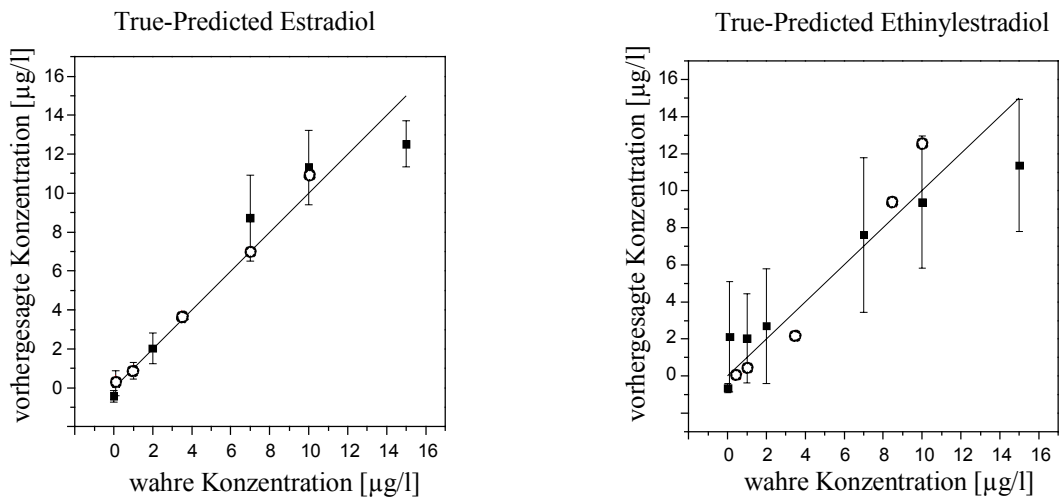 True-Predicted Estradiol
vorhergesagte Konzentration [µg/l]
16
14
12
10
8
6
4
2
0
0 2 4 6 8 10 12 14 16
wahre Konzentration [µg/l]
True-Predicted Ethinylestradiol
vorhergesagte Konzentration [µg/l]
16
14
12
10
8
6
4
2
0
0 2 4 6 8 10 12 14 16
wahre Konzentration [µg/l]